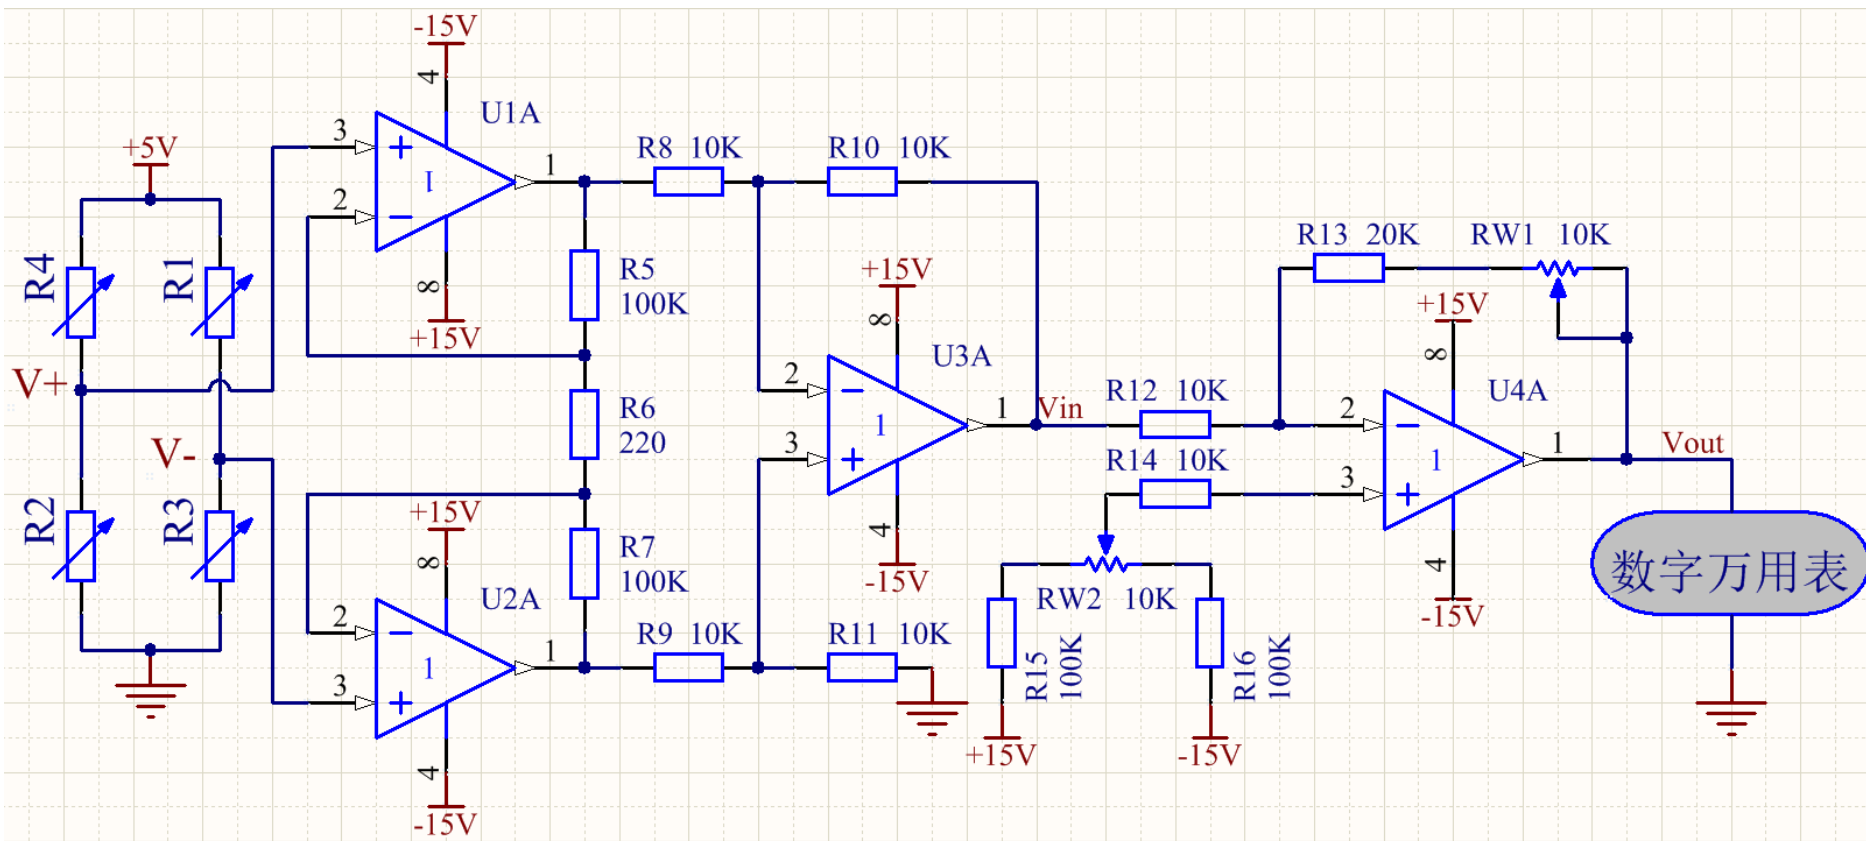 -15V
4
U1A
3
1
2
1
8
+15V
+5V
R4
R1
V+
V-
R2
R3
R8 10K
R10 10K
R5
100K
R6
220
R7
100K
+15V
8
U2A
2
1
3
1
4
-15V
R9 10K
R11 10K
+15V
8
U3A
2
1
3
1
4
-15V
Vin
R12 10K
R14 10K
RW2 10K
R15
100K
+15V
R16
100K
-15V
R13 20K
RW1 10K
+15V
8
U4A
2
1
3
1
4
-15V
Vout
数字万用表